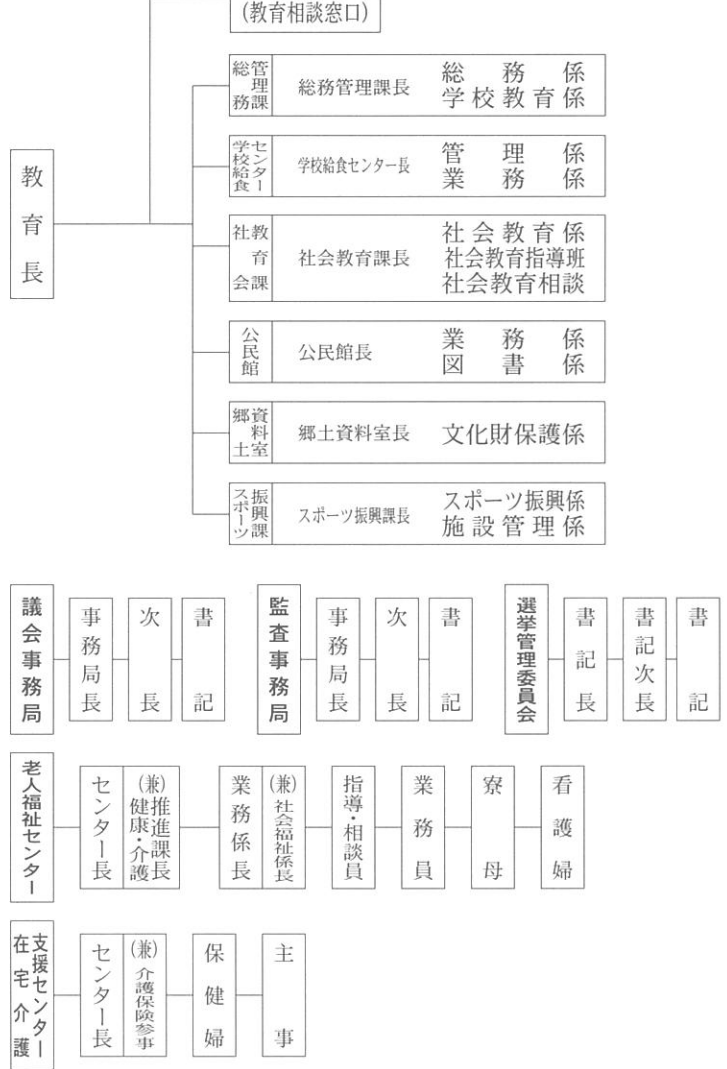 (教育相談窓口)
教育長
総務管理課
総務管理課長
総務係
学校教育係
学校給食センター
学校給食センター長
管理係
業務係
社会教育課
社会教育課長
社会教育係
社会教育指導班
社会教育相談
公民館
公民館長
業務係
図書係
郷土資料室
郷土資料室長
文化財保護係
スポーツ振興課
スポーツ振興課長
スポーツ振興係
施設管理係
議会事務局
事務局長
次長
書記
監査事務局
事務局長
次長
書記
選挙管理委員会
書記長
書記次長
書記
老人福祉センター
センター長
(兼)健康・介護
推進課長
業務係長
(兼)社会福祉係長
指導・相談員
業務員
寮母
看護婦
在宅介護
支援センター
センター長
(兼)介護保険参事
保健婦
主事